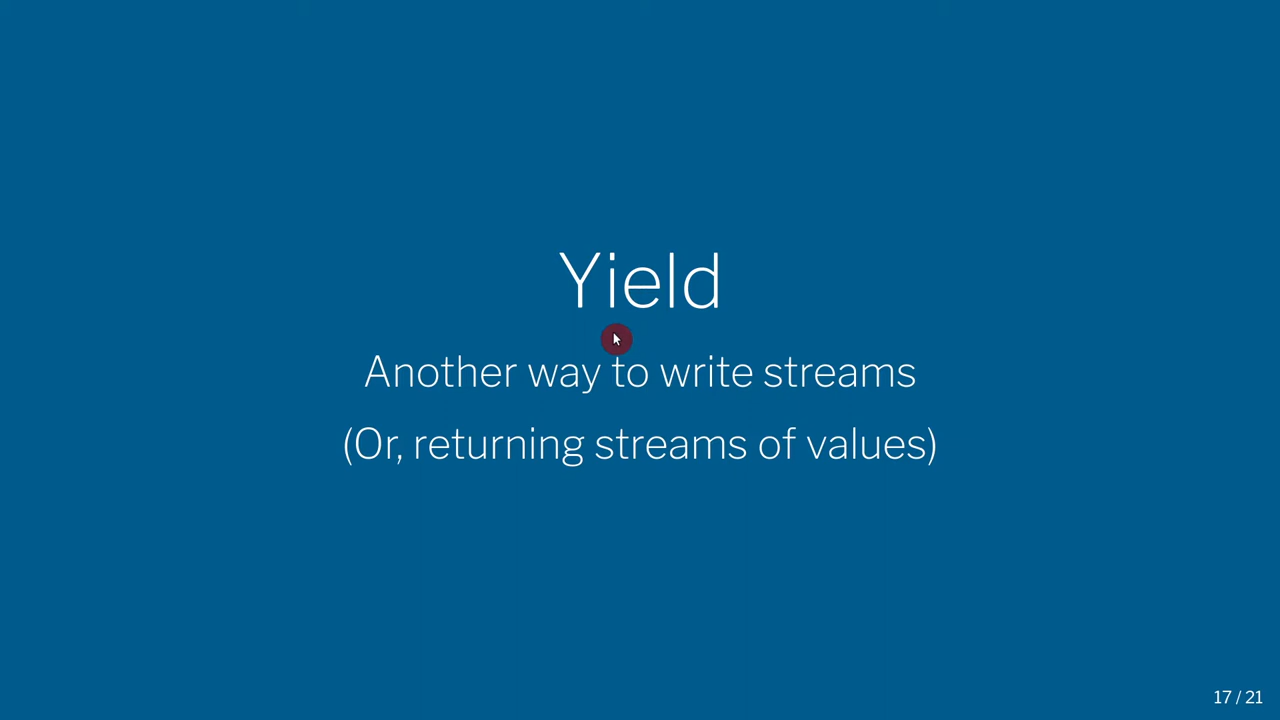 Yield
Another way to write streams
(Or, returning streams of values)
17 / 21